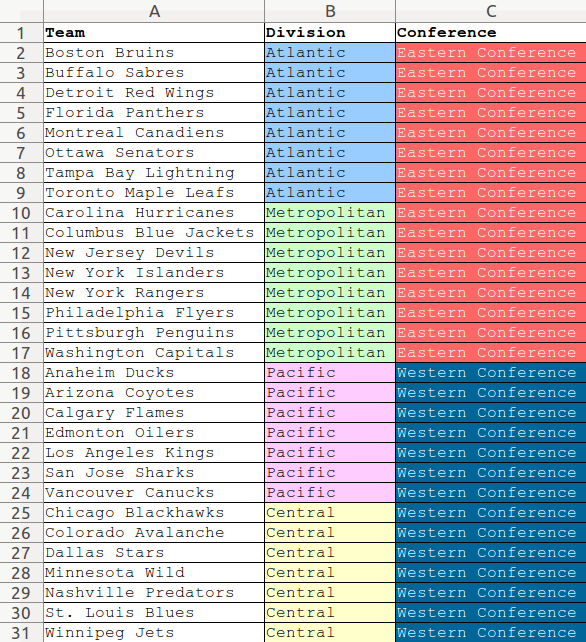 A B C
1 Team Division Conference
2 Boston Bruins Atlantic Eastern Conference
3 Buffalo Sabres Atlantic Eastern Conference
4 Detroit Red Wings Atlantic Eastern Conference
5 Florida Panthers Atlantic Eastern Conference
6 Montreal Canadiens Atlantic Eastern Conference
7 Ottawa Senators Atlantic Eastern Conference
8 Tampa Bay Lightning Atlantic Eastern Conference
9 Toronto Maple Leafs Atlantic Eastern Conference
10 Carolina Hurricanes Metropolitan Eastern Conference
11 Columbus Blue Jackets Metropolitan Eastern Conference
12 New Jersey Devils Metropolitan Eastern Conference
13 New York Islanders Metropolitan Eastern Conference
14 New York Rangers Metropolitan Eastern Conference
15 Philadelphia Flyers Metropolitan Eastern Conference
16 Pittsburgh Penguins Metropolitan Eastern Conference
17 Washington Capitals Metropolitan Eastern Conference
18 Anaheim Ducks Pacific Western Conference
19 Arizona Coyotes Pacific Western Conference
20 Calgary Flames Pacific Western Conference
21 Edmonton Oilers Pacific Western Conference
22 Los Angeles Kings Pacific Western Conference
23 San Jose Sharks Pacific Western Conference
24 Vancouver Canucks Pacific Western Conference
25 Chicago Blackhawks Central Western Conference
26 Colorado Avalanche Central Western Conference
27 Dallas Stars Central Western Conference
28 Minnesota Wild Central Western Conference
29 Nashville Predators Central Western Conference
30 St. Louis Blues Central Western Conference
31 Winnipeg Jets Central Western Conference